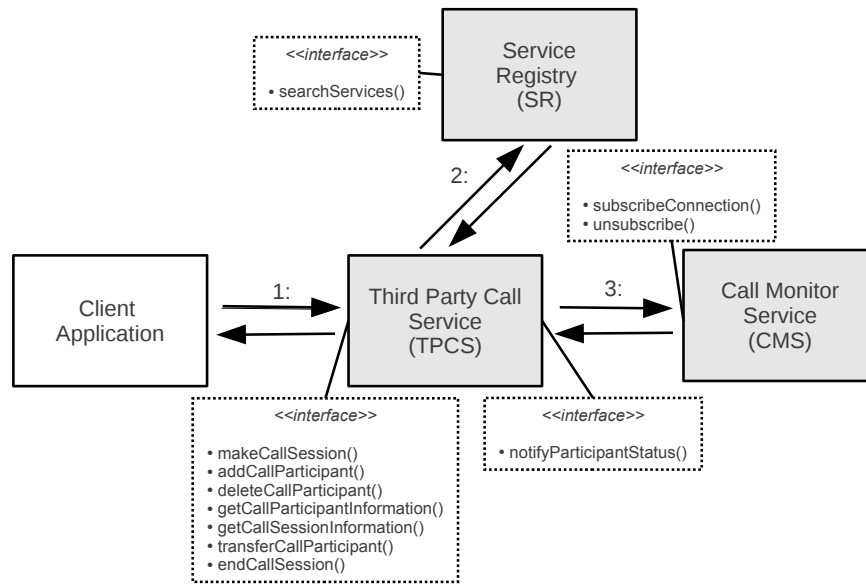 <<interface>>
• searchServices()
Service
Registry
(SR)
2:
<<interface>>
• subscribeConnection()
• unsubscribe()
Client
Application
1:
Third Party Call
Service
(TPCS)
3:
Call Monitor
Service
(CMS)
<<interface>>
• makeCallSession()
• addCallParticipant()
• deleteCallParticipant()
• getCallParticipantInformation()
• getCallSessionInformation()
• transferCallParticipant()
• endCallSession()
<<interface>>
• notifyParticipantStatus()